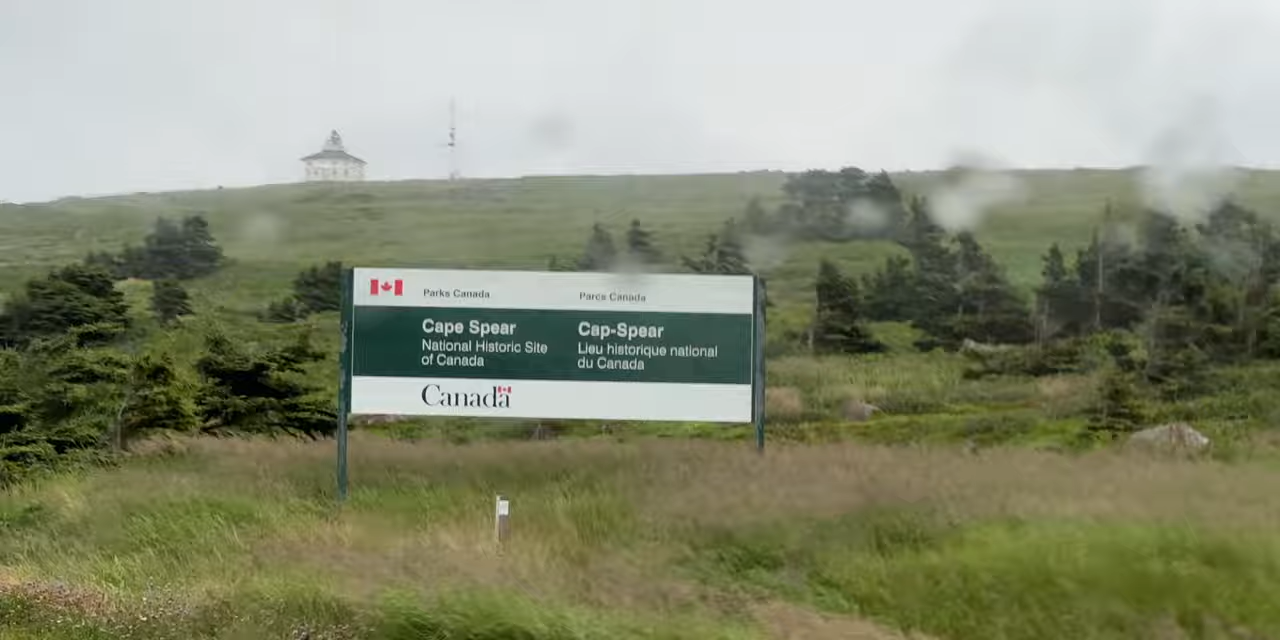 Parks Canada
Parcs Canada
Cape Spear
National Historic Site
of Canada
Cap-Spear
Lieu historique national
du Canada
Canada